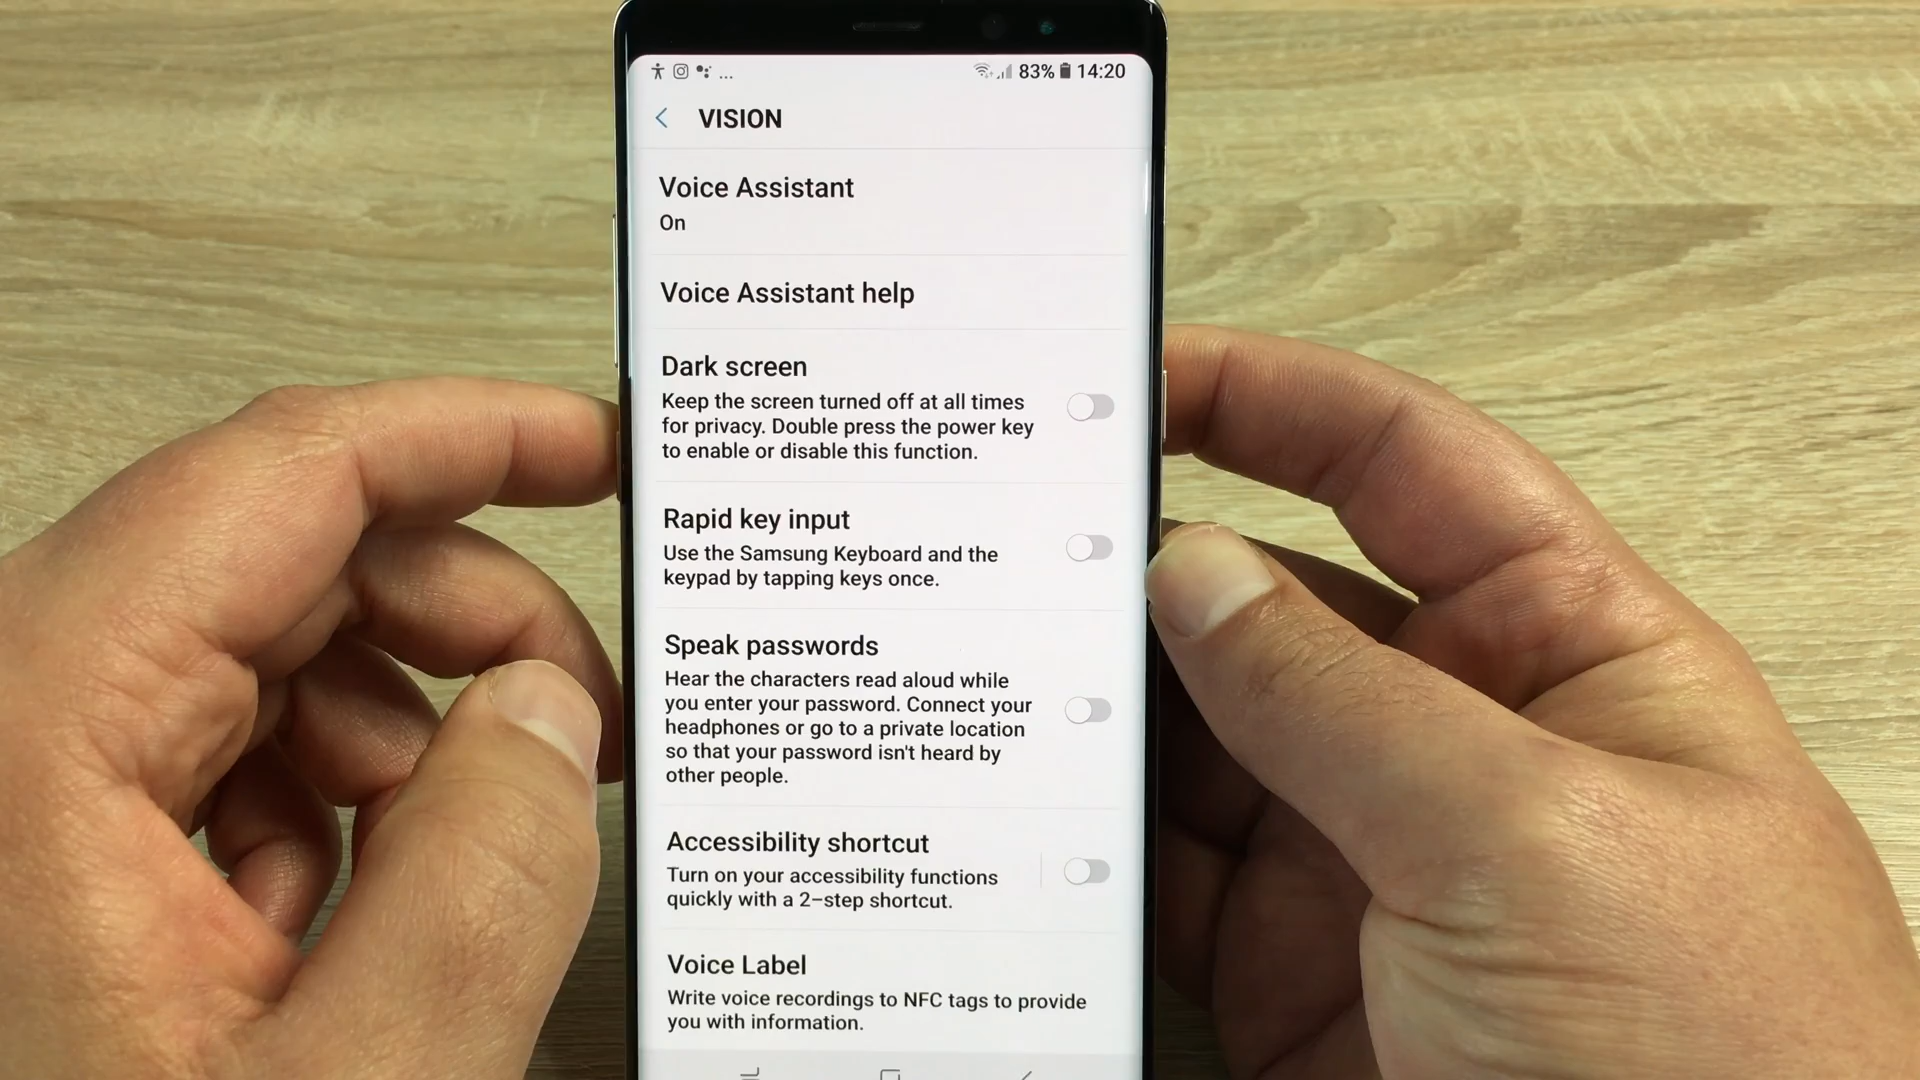 ... 83% 14:20
VISION
Voice Assistant
On
Voice Assistant help
Dark screen
Keep the screen turned off at all times
for privacy. Double press the power key
to enable or disable this function.
Rapid key input
Use the Samsung Keyboard and the
keypad by tapping keys once.
Speak passwords
Hear the characters read aloud while
you enter your password. Connect your
headphones or go to a private location
so that your password isn't heard by
other people.
Accessibility shortcut
Turn on your accessibility functions
quickly with a 2-step shortcut.
Voice Label
Write voice recordings to NFC tags to provide
you with information.